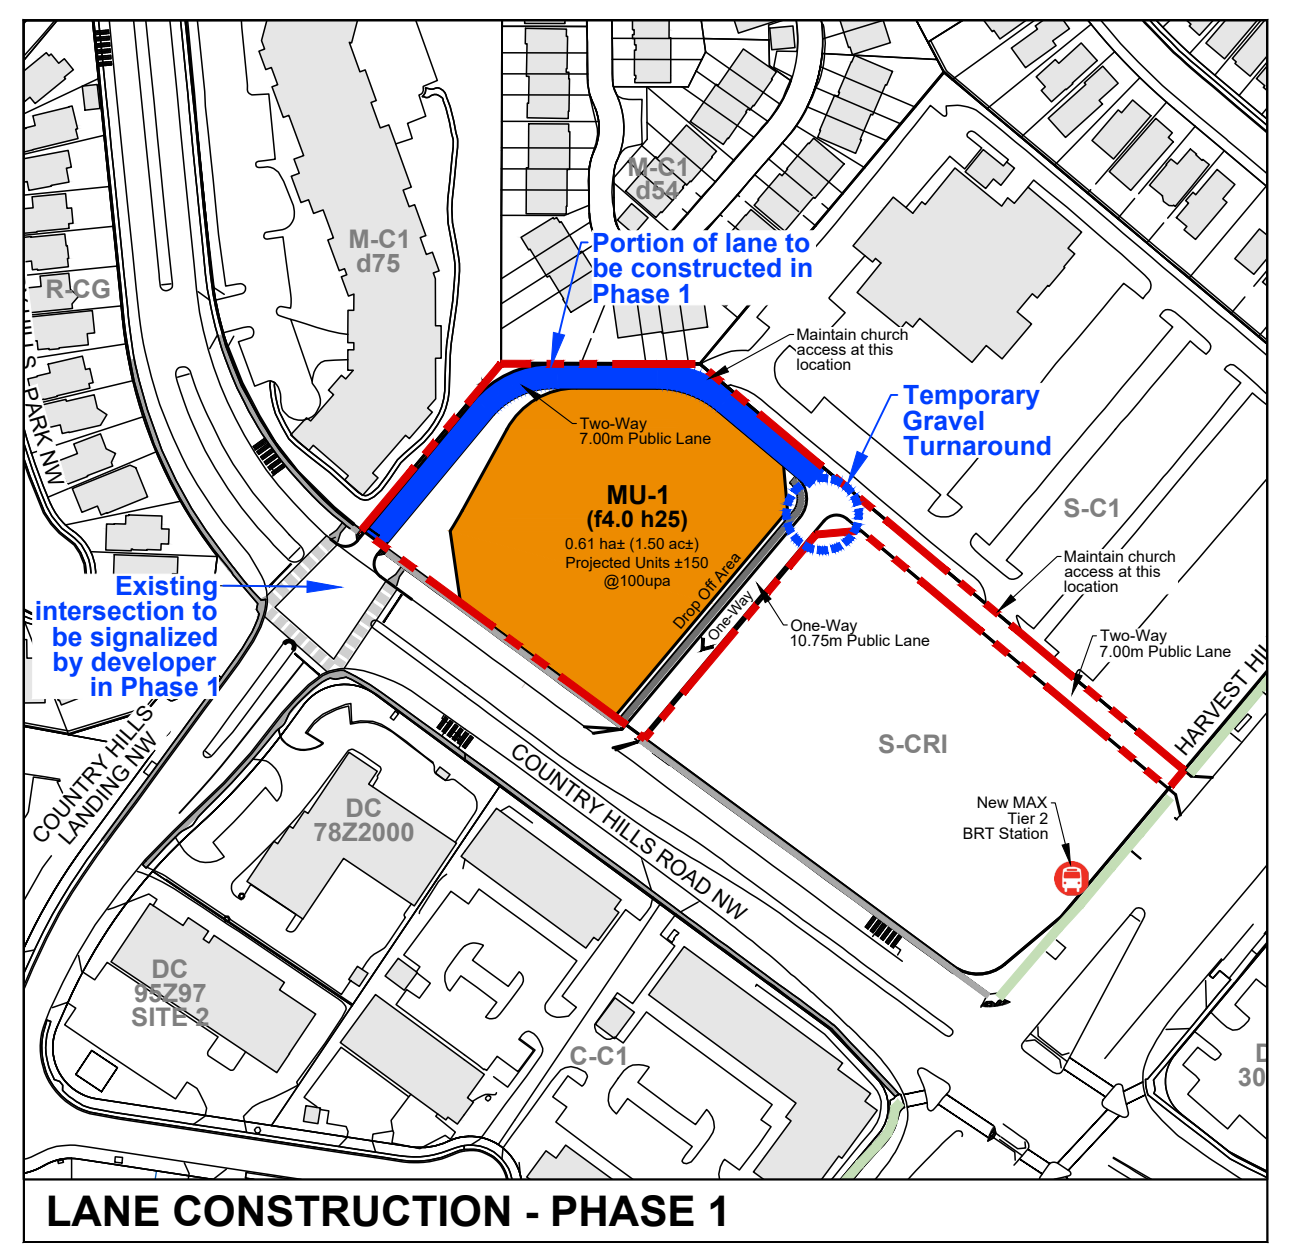 M-C1
d54
M-C1
d75
R-CG
Portion of lane to
be constructed in
Phase 1
Maintain church
access at this
location
Temporary
Gravel
Turnaround
Two-Way
7.00m Public Lane
MU-1
(f4.0 h25)
0.61 ha± (1.50 ac±)
Projected Units ±150
@100upa
S-C1
PARK NW
Drop Off Area
One-Way
One-Way
10.75m Public Lane
Maintain church
access at this
location
Two-Way
7.00m Public Lane
Existing
intersection to
be signalized
by developer
in Phase 1
HARVEST HIL
S-CRI
COUNTRY HILLS
LANDING NW
COUNTRY HILLS ROAD NW
New MAX
Tier 2
BRT Station
DC
78Z2000
DC
95Z97
SITE 2
C-C1
D
30
LANE CONSTRUCTION - PHASE 1